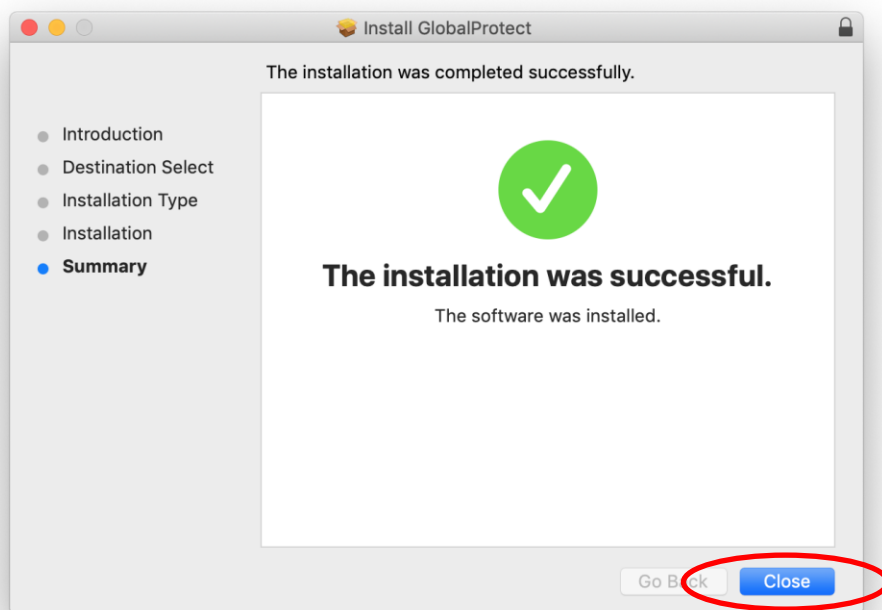 Install GlobalProtect
The installation was completed successfully.
Introduction
Destination Select
Installation Type
Installation
Summary
The installation was successful.
The software was installed.
Go Back
Close